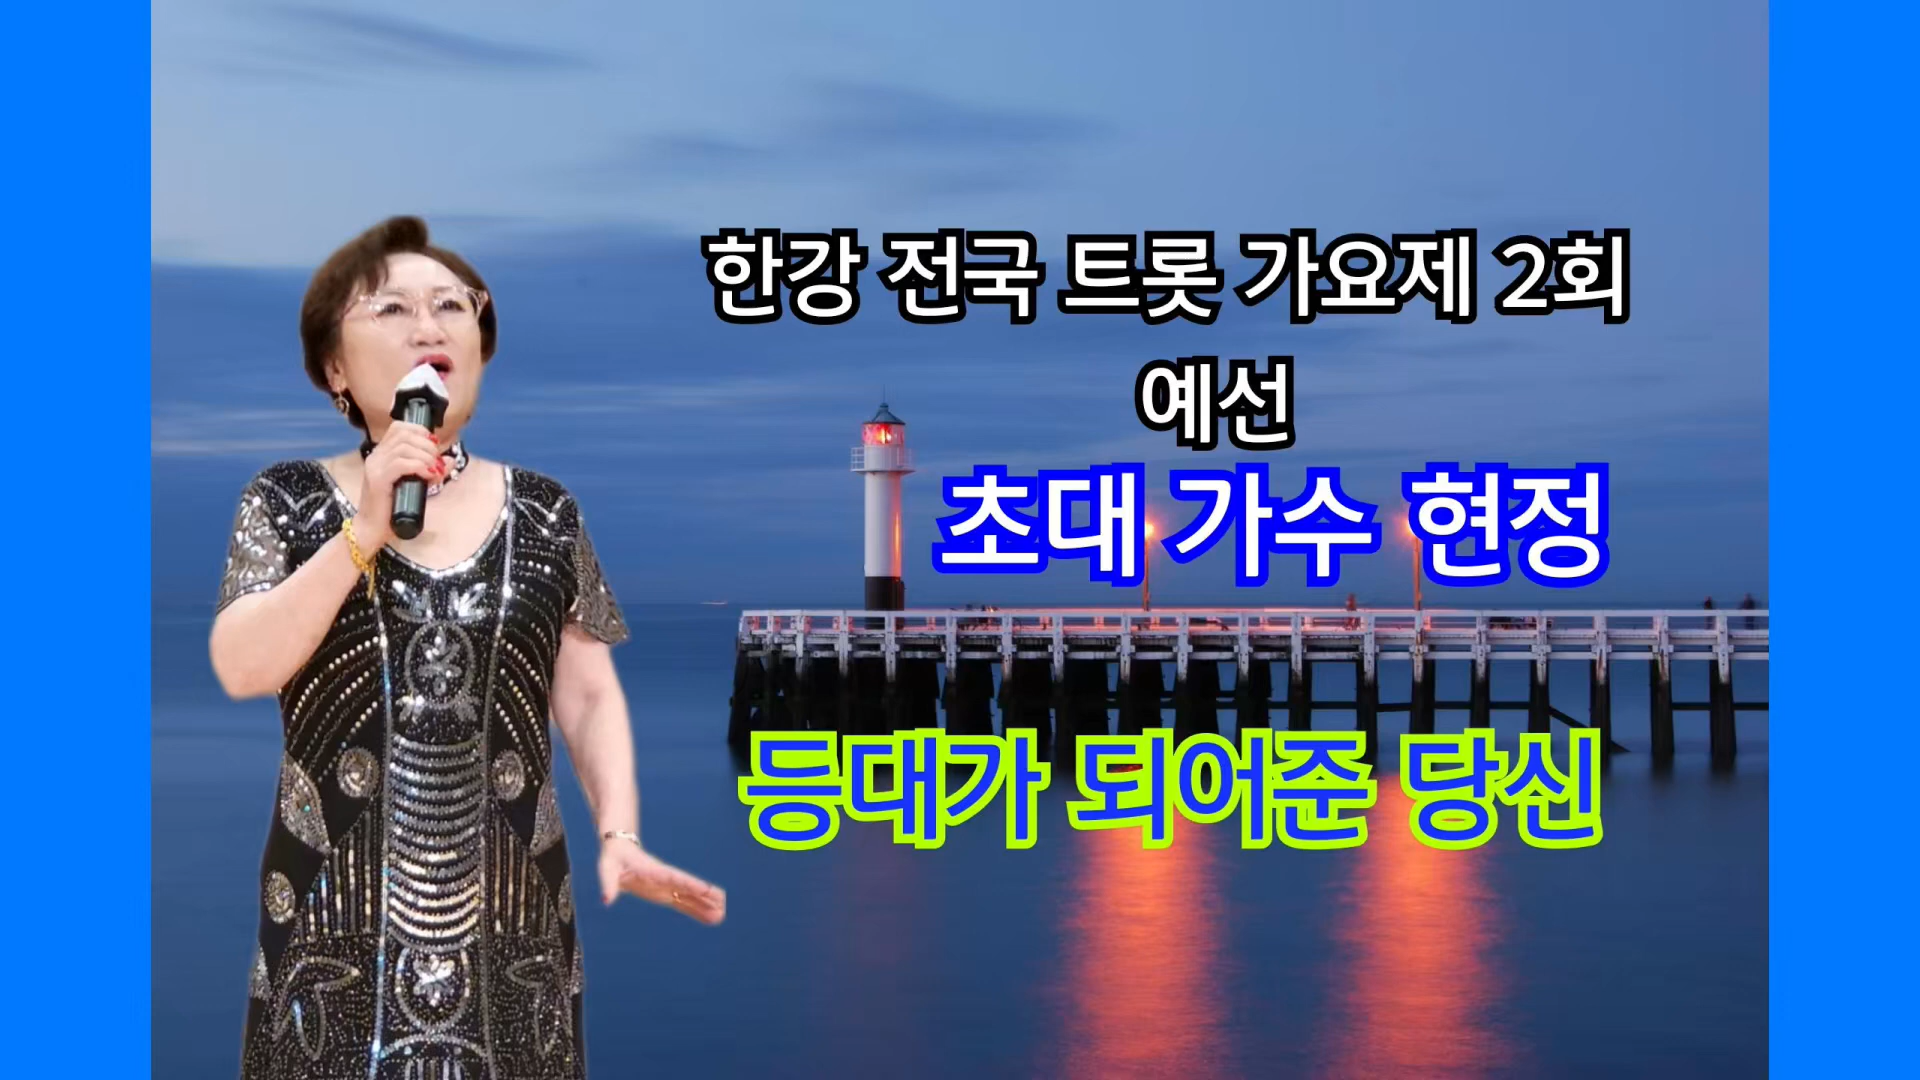 한강 전국 트롯 가요제 2회
예선
초대 가수 현정
등대가 되어준 당신